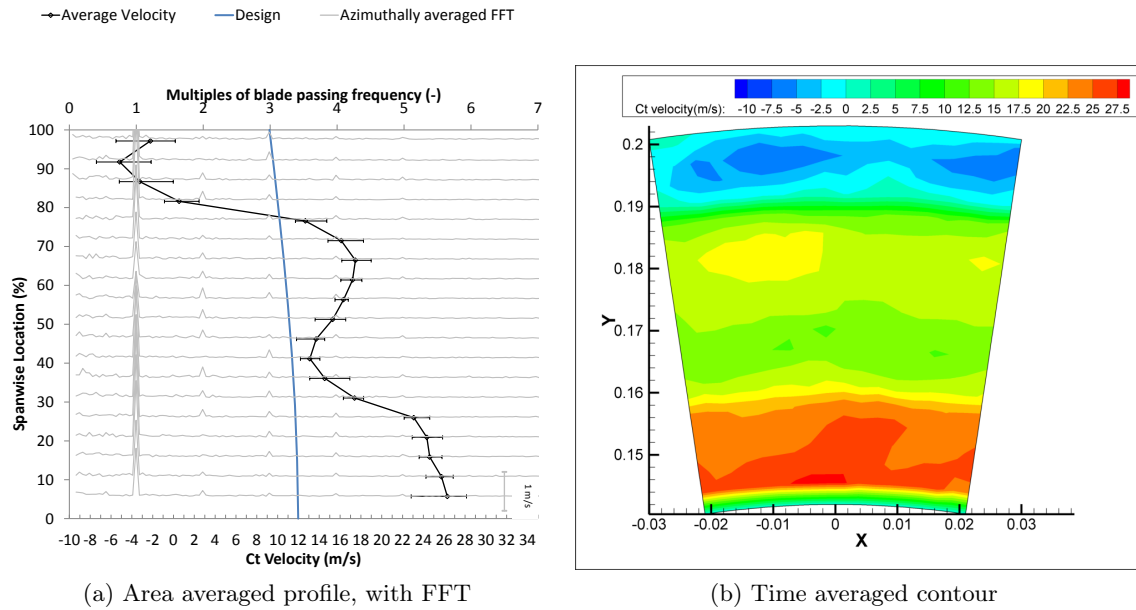 Average Velocity Design Azimuthally averaged FFT
Multiples of blade passing frequency (-)
0 1 2 3 4 5 6 7
Spanwise Location (%)
100
90
80
70
60
50
40
30
20
10
0
1 m/s
-10 -8 -6 -4 -2 0 2 4 6 8 10 12 14 16 18 20 22 24 26 28 30 32 34
Ct Velocity (m/s)
(a) Area averaged profile, with FFT
Ct velocity(m/s): -10 -7.5 -5 -2.5 0 2.5 5 7.5 10 12.5 15 17.5 20 22.5 25 27.5
Y
0.2
0.19
0.18
0.17
0.16
0.15
-0.03 -0.02 -0.01 0 0.01 0.02 0.03
X
(b) Time averaged contour